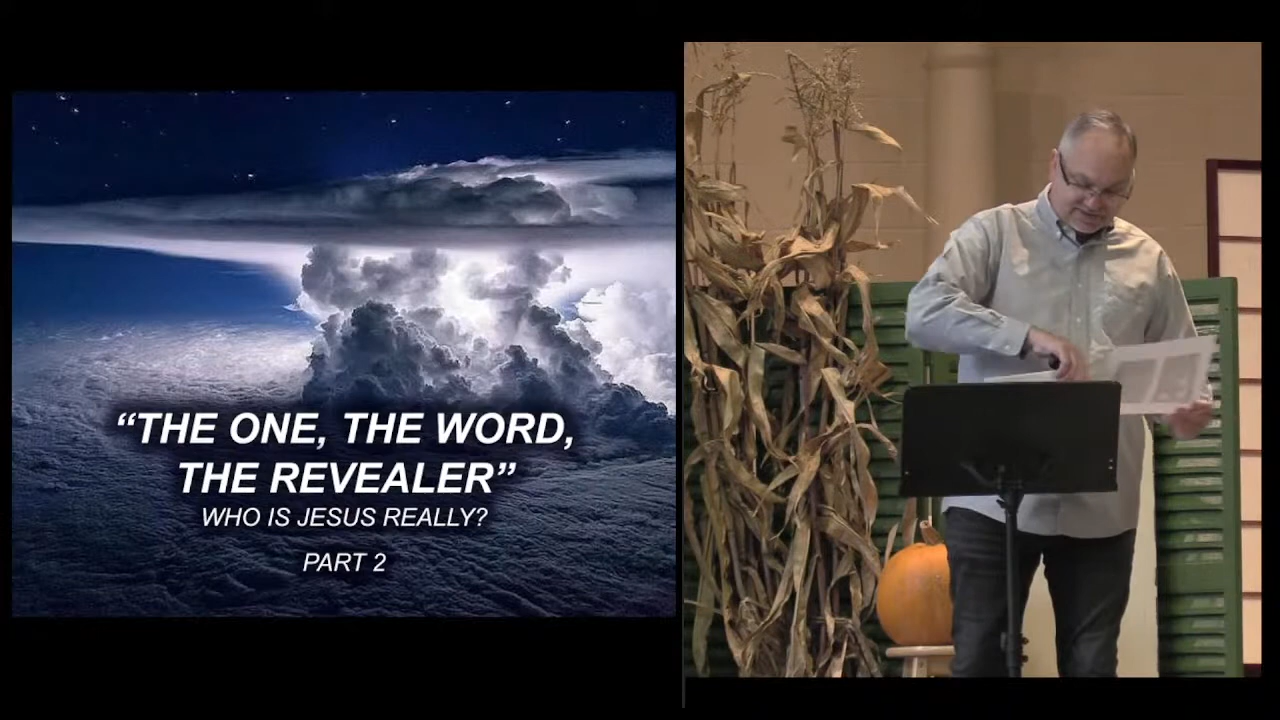 “THE ONE, THE WORD,
THE REVEALER”
WHO IS JESUS REALLY?
PART 2